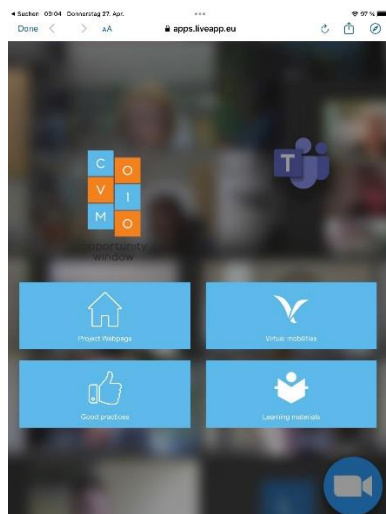 Suchen 09:04 Donnerstag 27. Apr. 97 %
Done AA apps.liveapp.eu
C O
V I
M O
T
opportunity
window
Project Webpage
Virtual mobilities
Good practices
Learning materials